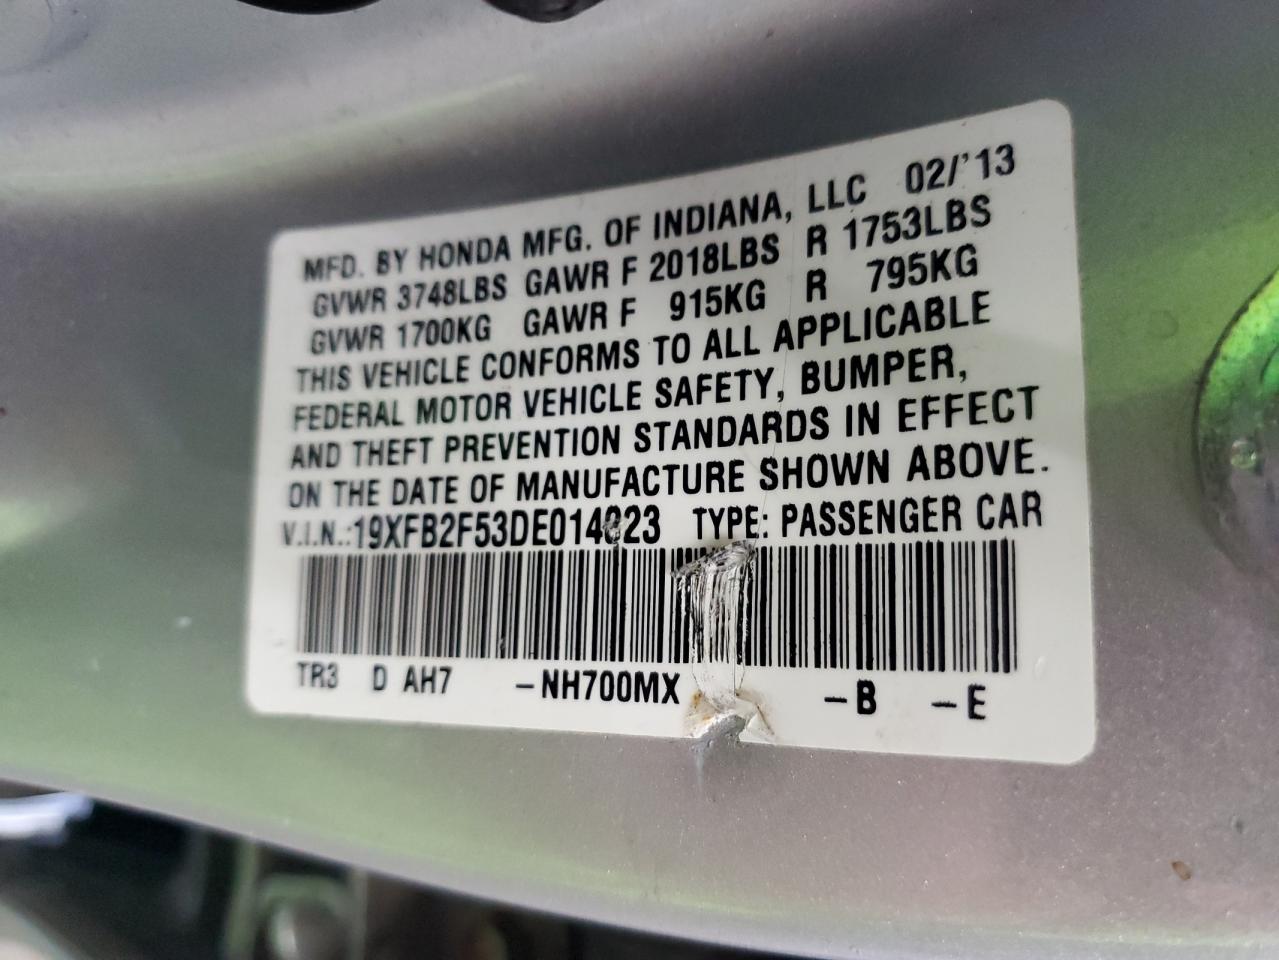 MFD. BY HONDA MFG. OF INDIANA, LLC 02/'13
GVWR 3748LBS GAWR F 2018LBS R 1753LBS
GVWR 1700KG GAWR F 915KG R 795KG
THIS VEHICLE CONFORMS TO ALL APPLICABLE
FEDERAL MOTOR VEHICLE SAFETY, BUMPER,
AND THEFT PREVENTION STANDARDS IN EFFECT
ON THE DATE OF MANUFACTURE SHOWN ABOVE.
V.I.N.:19XFB2F53DE014023 TYPE: PASSENGER CAR
TR3 D AH7 -NH700MX -B -E